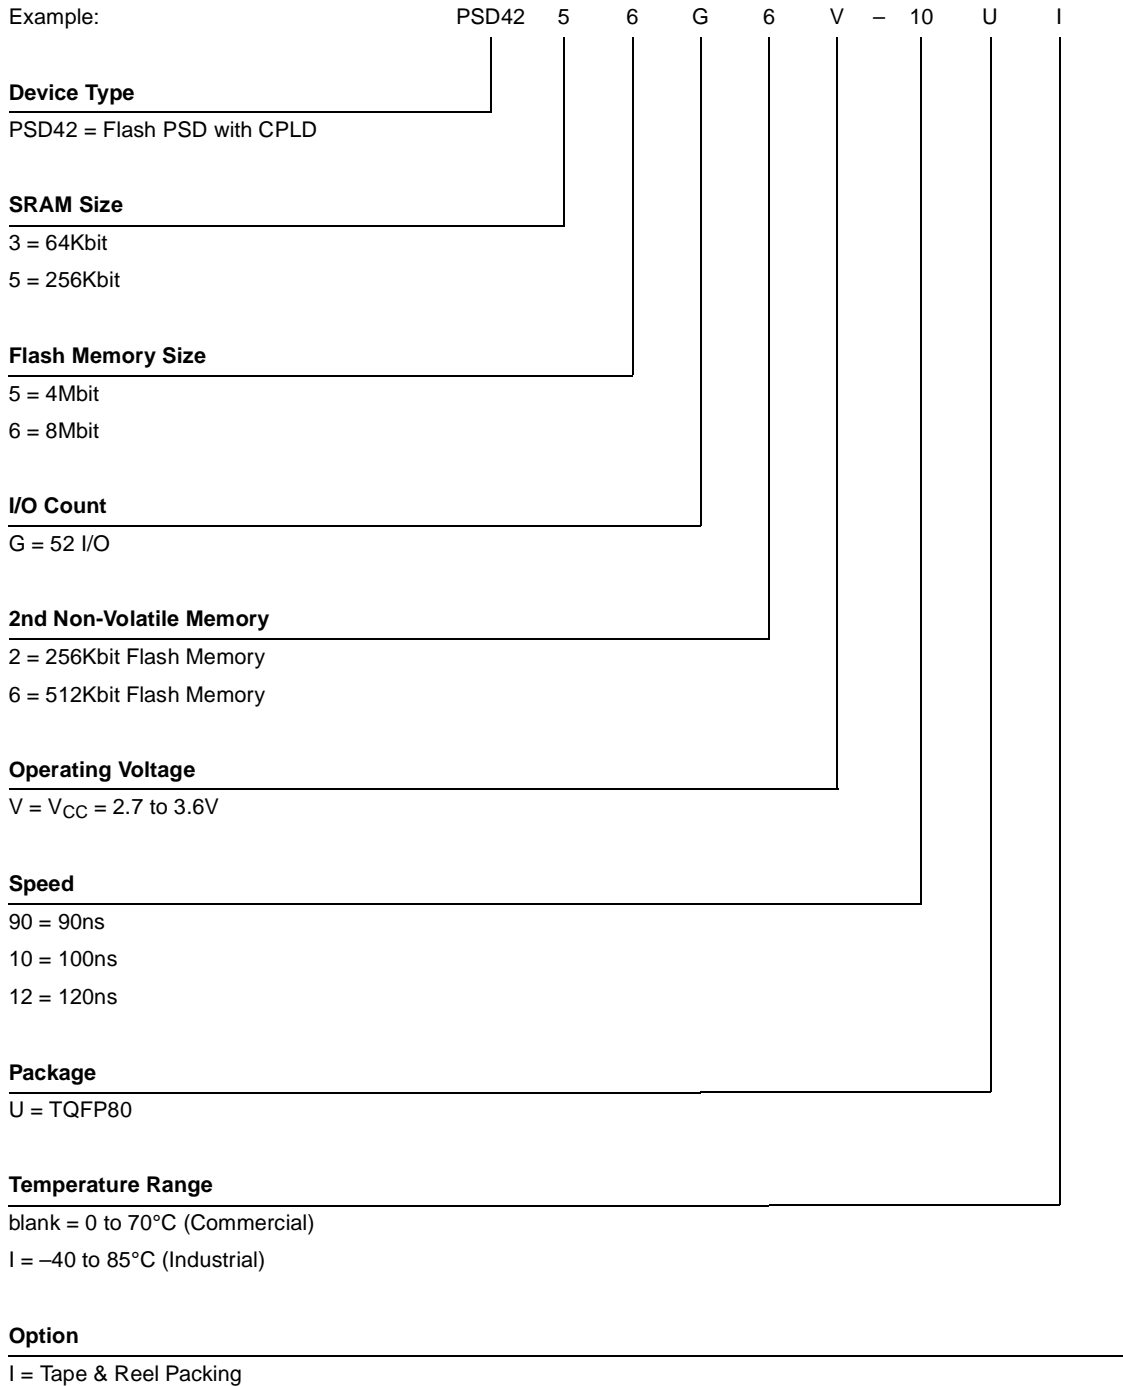 Example: PSD42 5 6 G 6 V – 10 U I
Device Type
PSD42 = Flash PSD with CPLD
SRAM Size
3 = 64Kbit
5 = 256Kbit
Flash Memory Size
5 = 4Mbit
6 = 8Mbit
I/O Count
G = 52 I/O
2nd Non-Volatile Memory
2 = 256Kbit Flash Memory
6 = 512Kbit Flash Memory
Operating Voltage
V = VCC = 2.7 to 3.6V
Speed
90 = 90ns
10 = 100ns
12 = 120ns
Package
U = TQFP80
Temperature Range
blank = 0 to 70°C (Commercial)
I = –40 to 85°C (Industrial)
Option
I = Tape & Reel Packing